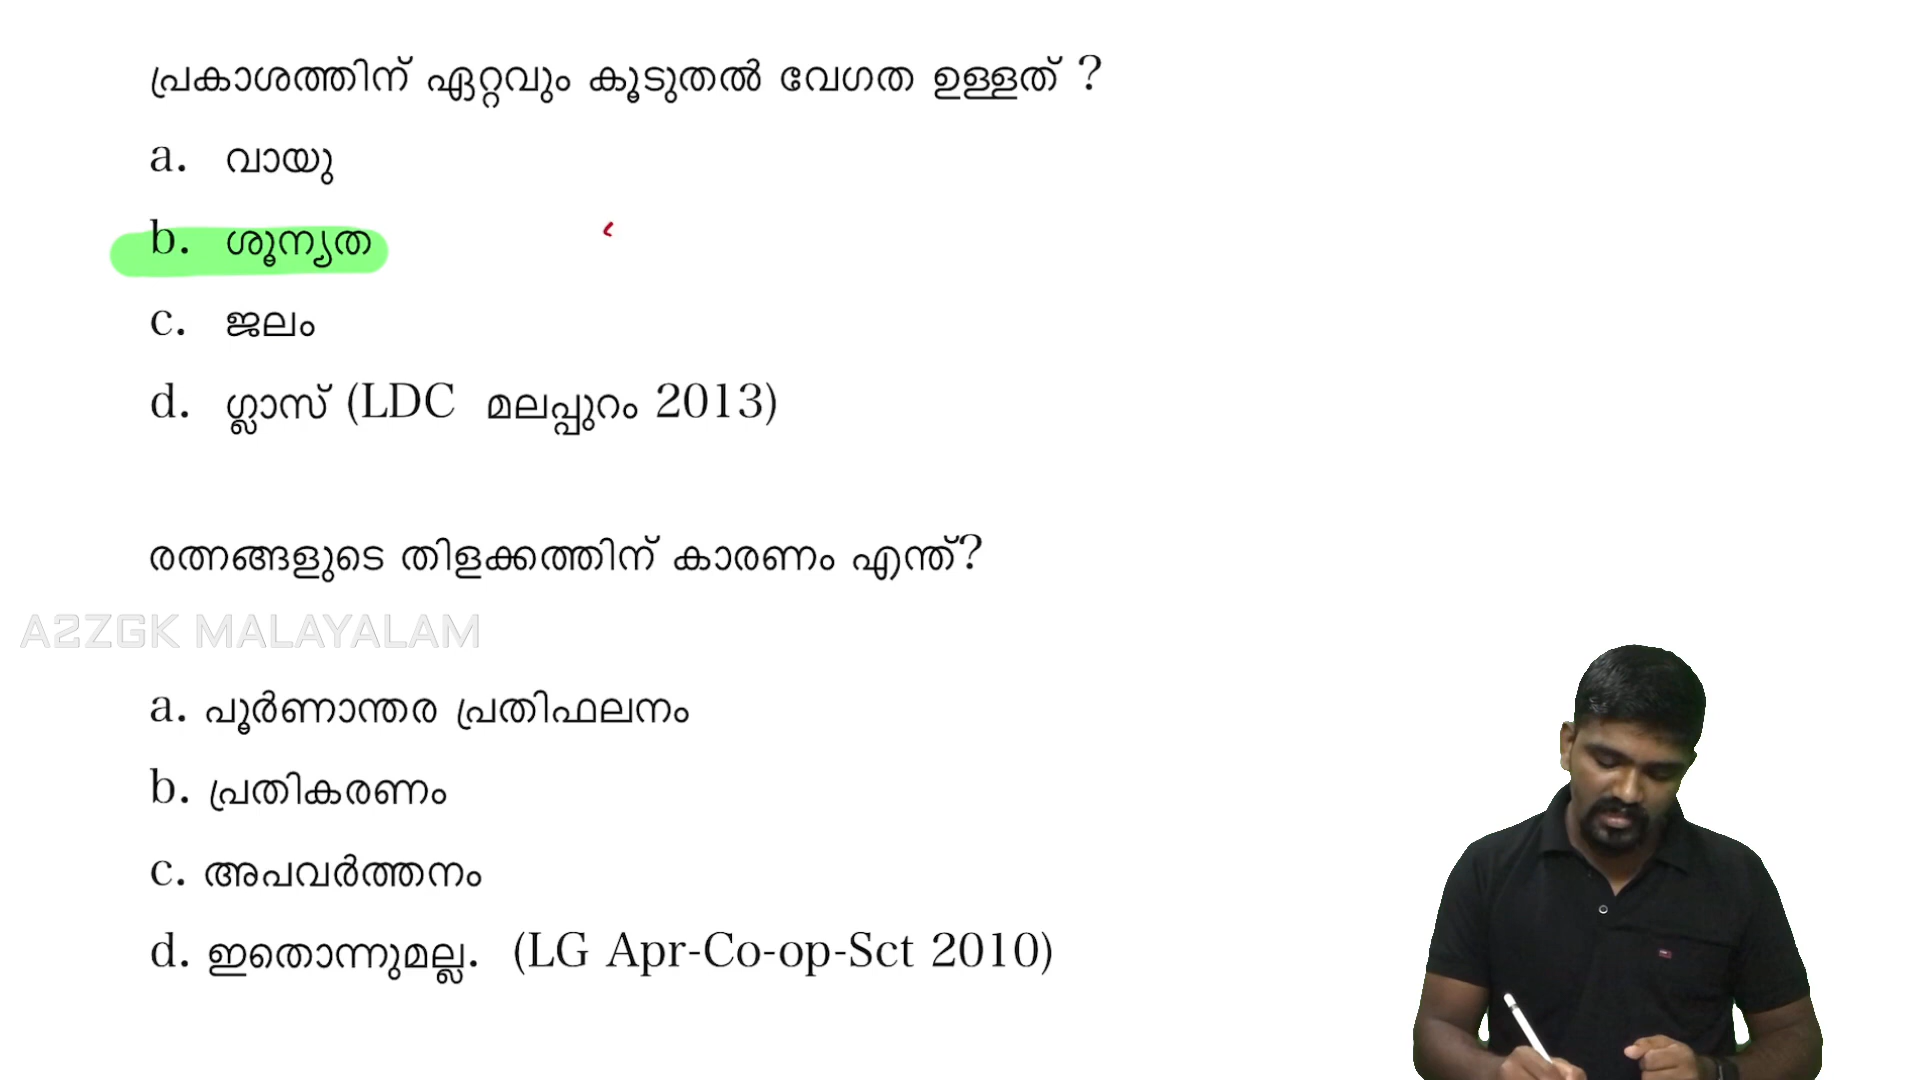 പ്രകാശത്തിന് ഏറ്റവും കൂടുതൽ വേഗത ഉള്ളത് ?
a. വായു
b. ശൂന്യത
c. ജലം
d. ഗ്ലാസ് (LDC മലപ്പുറം 2013)
രത്നങ്ങളുടെ തിളക്കത്തിന് കാരണം എന്ത്?
A2ZGK MALAYALAM
a. പൂർണാന്തര പ്രതിഫലനം
b. പ്രതികരണം
c. അപവർത്തനം
d. ഇതൊന്നുമല്ല. (LG Apr-Co-op-Sct 2010)